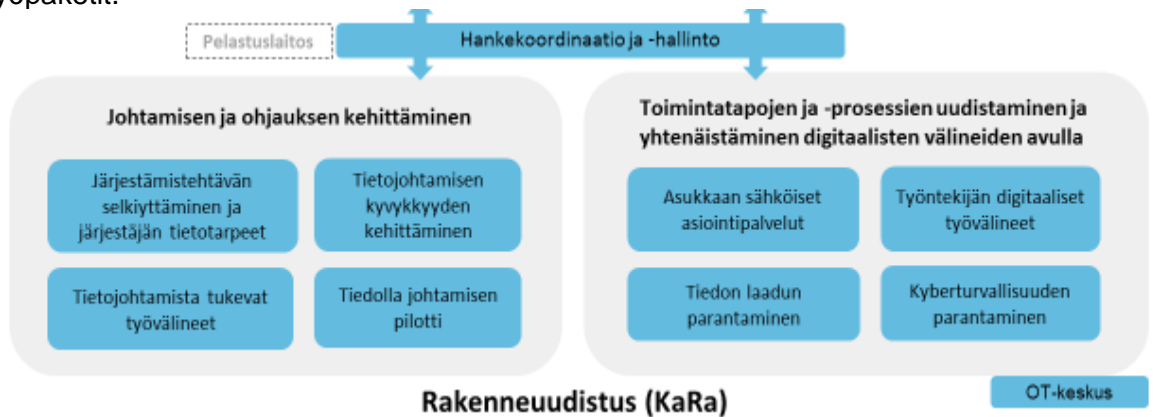 Pelastuslaitos
Hankekoordinaatio ja -hallinto
Johtamisen ja ohjauksen kehittäminen
Järjestämistehtävän
selkiyttäminen ja
järjestäjän tietotarpeet
Tietojohtamisen
kyvykkyyden
kehittäminen
Tietojohtamista tukevat
työvälineet
Tiedolla johtamisen
pilotti
Toimintatapojen ja -prosessien uudistaminen ja
yhtenäistäminen digitaalisten välineiden avulla
Asukkaan sähköiset
asiointipalvelut
Työntekijän digitaaliset
työvälineet
Tiedon laadun
parantaminen
Kyberturvallisuuden
parantaminen
Rakenneuudistus (KaRa)
OT-keskus